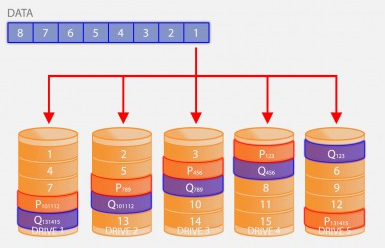 DATA
8 7 6 5 4 3 2 1
1 2 3 P123 Q123
4 5 P456 Q456 6
7 P789 Q789 8 9
P101112 Q101112 10 11 12
Q131415 13 14 15 P131415
DRIVE 1 DRIVE 2 DRIVE 3 DRIVE 4 DRIVE 5